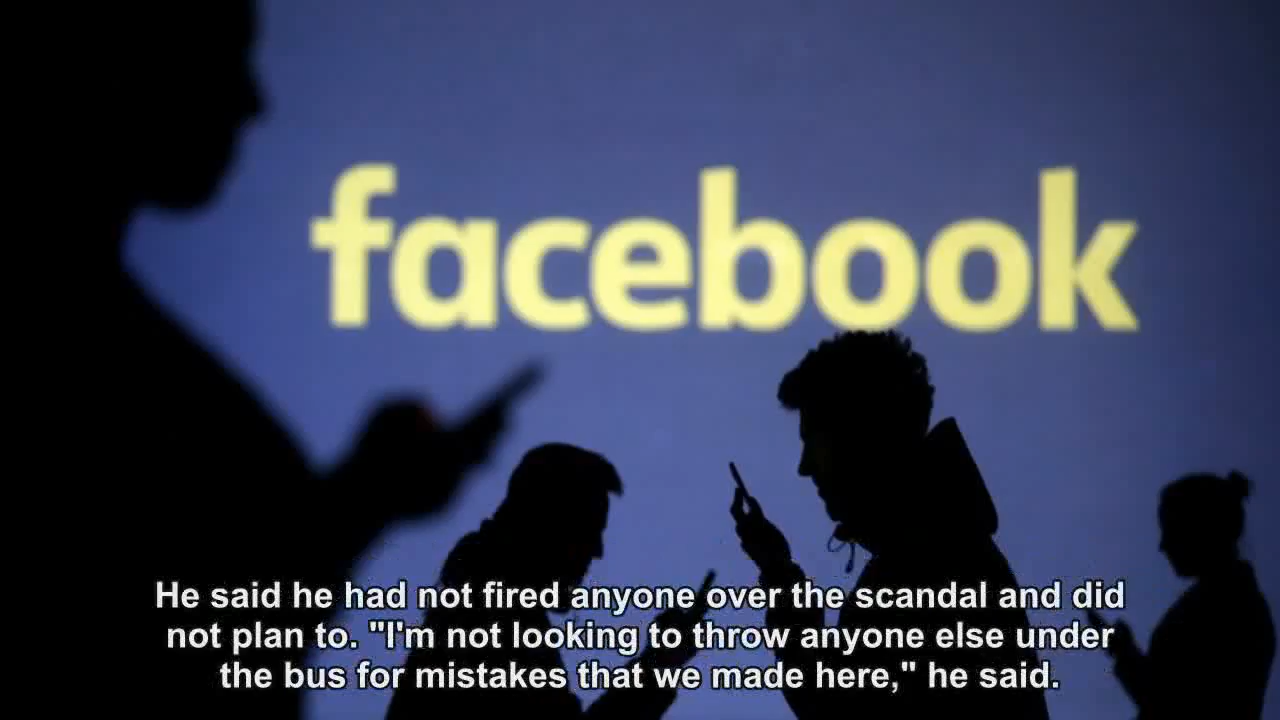 facebook
He said he had not fired anyone over the scandal and did
not plan to. "I'm not looking to throw anyone else under
the bus for mistakes that we made here," he said.